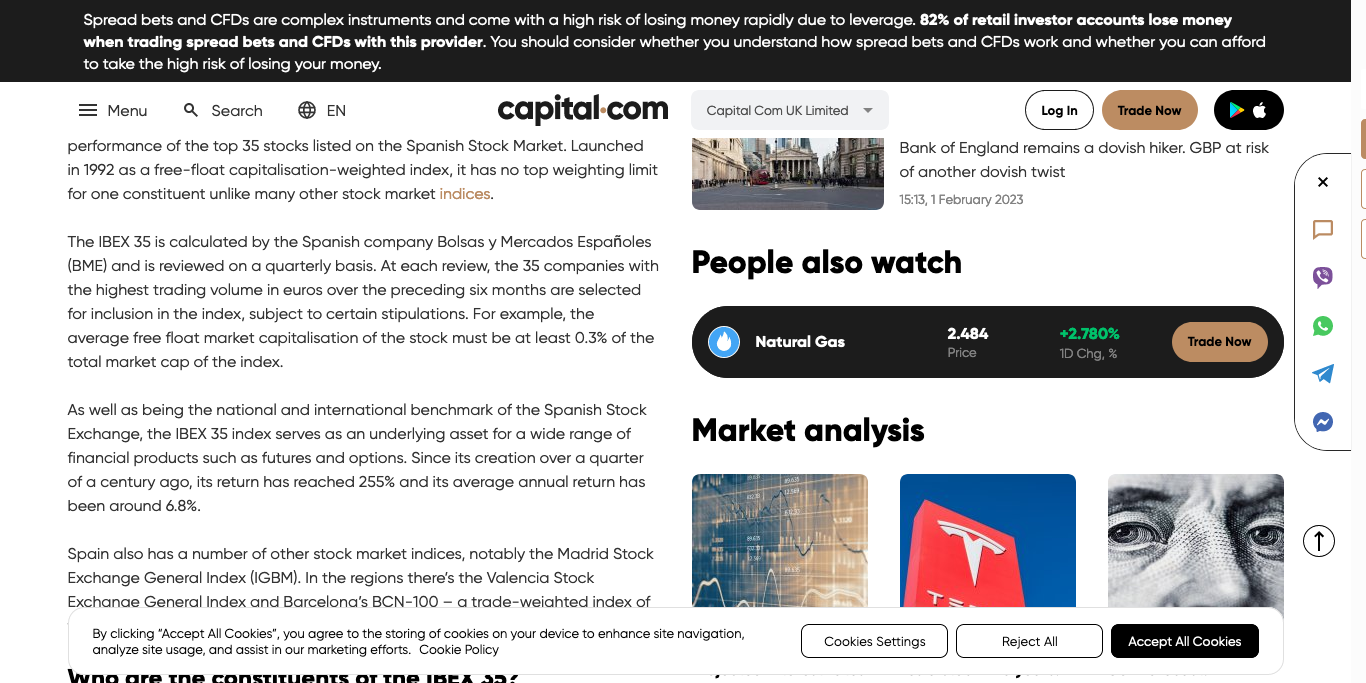 Spread bets and CFDs are complex instruments and come with a high risk of losing money rapidly due to leverage. 82% of retail investor accounts lose money
when trading spread bets and CFDs with this provider. You should consider whether you understand how spread bets and CFDs work and whether you can afford
to take the high risk of losing your money.
Menu
Search
EN
capital.com
Capital Com UK Limited
Log In
Trade Now
performance of the top 35 stocks listed on the Spanish Stock Market. Launched
in 1992 as a free-float capitalisation-weighted index, it has no top weighting limit
for one constituent unlike many other stock market indices.
The IBEX 35 is calculated by the Spanish company Bolsas y Mercados Españoles
(BME) and is reviewed on a quarterly basis. At each review, the 35 companies with
the highest trading volume in euros over the preceding six months are selected
for inclusion in the index, subject to certain stipulations. For example, the
average free float market capitalisation of the stock must be at least 0.3% of the
total market cap of the index.
As well as being the national and international benchmark of the Spanish Stock
Exchange, the IBEX 35 index serves as an underlying asset for a wide range of
financial products such as futures and options. Since its creation over a quarter
of a century ago, its return has reached 255% and its average annual return has
been around 6.8%.
Spain also has a number of other stock market indices, notably the Madrid Stock
Exchange General Index (IGBM). In the regions there's the Valencia Stock
Exchange General Index and Barcelona's BCN-100 – a trade-weighted index of
Who are the constituents of the IBEX 35?
Bank of England remains a dovish hiker. GBP at risk
of another dovish twist
15:13, 1 February 2023
People also watch
Natural Gas
2.484
Price
+2.780%
1D Chg, %
Trade Now
Market analysis
By clicking “Accept All Cookies”, you agree to the storing of cookies on your device to enhance site navigation,
analyze site usage, and assist in our marketing efforts. Cookie Policy
Cookies Settings
Reject All
Accept All Cookies